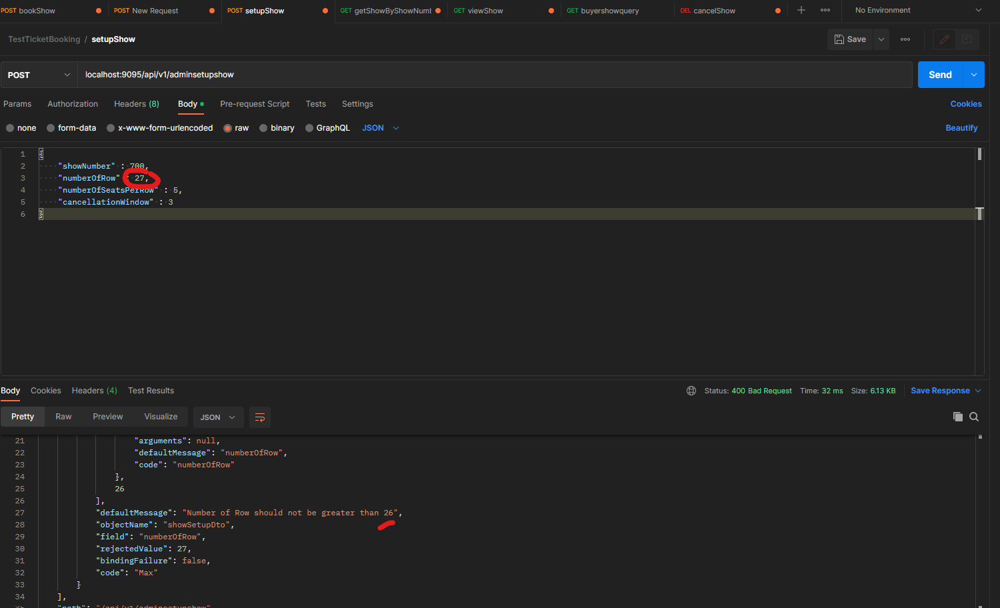 POST bookShow
POST New Request
POST setupShow
GET getShowByShowNumb
GET viewShow
GET buyershowquery
DEL cancelShow
No Environment
TestTicketBooking / setupShow
Save
POST
localhost:9095/api/v1/adminsetupshow
Send
Params Authorization Headers (8) Body Pre-request Script Tests Settings Cookies
none form-data x-www-form-urlencoded raw binary GraphQL JSON Beautify
1 {
2 "showNumber" : 700,
3 "numberOfRow" : 27,
4 "numberOfSeatsPerRow" : 5,
5 "cancellationWindow" : 3
6 }
Body Cookies Headers (4) Test Results Status: 400 Bad Request Time: 32 ms Size: 6.13 KB Save Response
Pretty Raw Preview Visualize JSON
21 "arguments": null,
22 "defaultMessage": "numberOfRow",
23 "code": "numberOfRow"
24 },
25 26
26 ],
27 "defaultMessage": "Number of Row should not be greater than 26",
28 "objectName": "showSetupDto",
29 "field": "numberOfRow",
30 "rejectedValue": 27,
31 "bindingFailure": false,
32 "code": "Max"
33 }
34 ],
35 "path": "/api/v1/adminsetupshow"